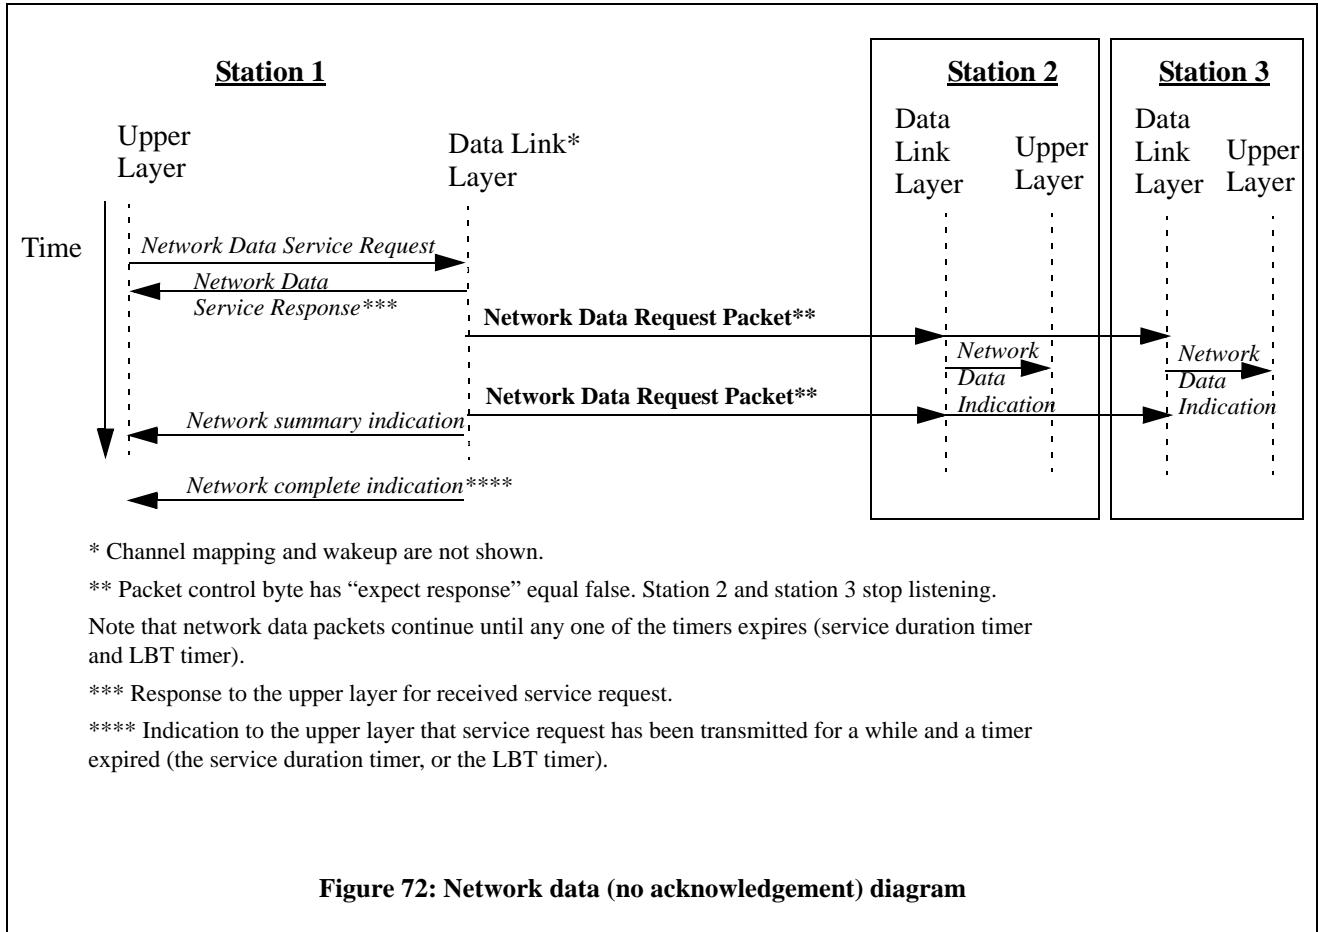 Station 1
Station 2
Station 3
Upper
Layer
Data Link*
Layer
Data
Link
Layer
Upper
Layer
Data
Link
Layer
Upper
Layer
Time
Network Data Service Request
Network Data
Service Response***
Network Data Request Packet**
Network
Data
Indication
Network
Data
Indication
Network Data Request Packet**
Network summary indication
Network complete indication****
* Channel mapping and wakeup are not shown.
** Packet control byte has “expect response” equal false. Station 2 and station 3 stop listening.
Note that network data packets continue until any one of the timers expires (service duration timer
and LBT timer).
*** Response to the upper layer for received service request.
**** Indication to the upper layer that service request has been transmitted for a while and a timer
expired (the service duration timer, or the LBT timer).
Figure 72: Network data (no acknowledgement) diagram